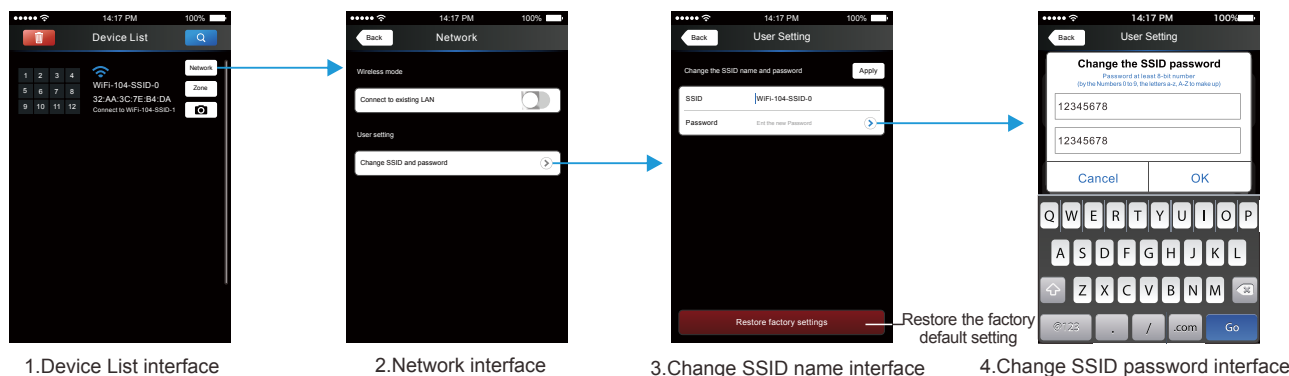 14:17 PM 100%
Device List
1 2 3 4
5 6 7 8
9 10 11 12
WiFi-104-SSID-0
32:AA:3C:7E:B4:DA
Connect to WiFi-104-SSID-1
Network
Zone
1.Device List interface
14:17 PM 100%
Back Network
Wireless mode
Connect to existing LAN
User setting
Change SSID and password
2.Network interface
14:17 PM 100%
Back User Setting
Change the SSID name and password Apply
SSID WiFi-104-SSID-0
Password Ent the new Password
Restore factory settings
Restore the factory
default setting
3.Change SSID name interface
14:17 PM 100%
Back User Setting
Change the SSID password
Password at least 8-bit number
(by the Numbers 0 to 9, the letters a-z, A-Z to make up)
12345678
12345678
Cancel OK
Q W E R T Y U I O P
A S D F G H J K L
Z X C V B N M
@123 . / .com Go
4.Change SSID password interface